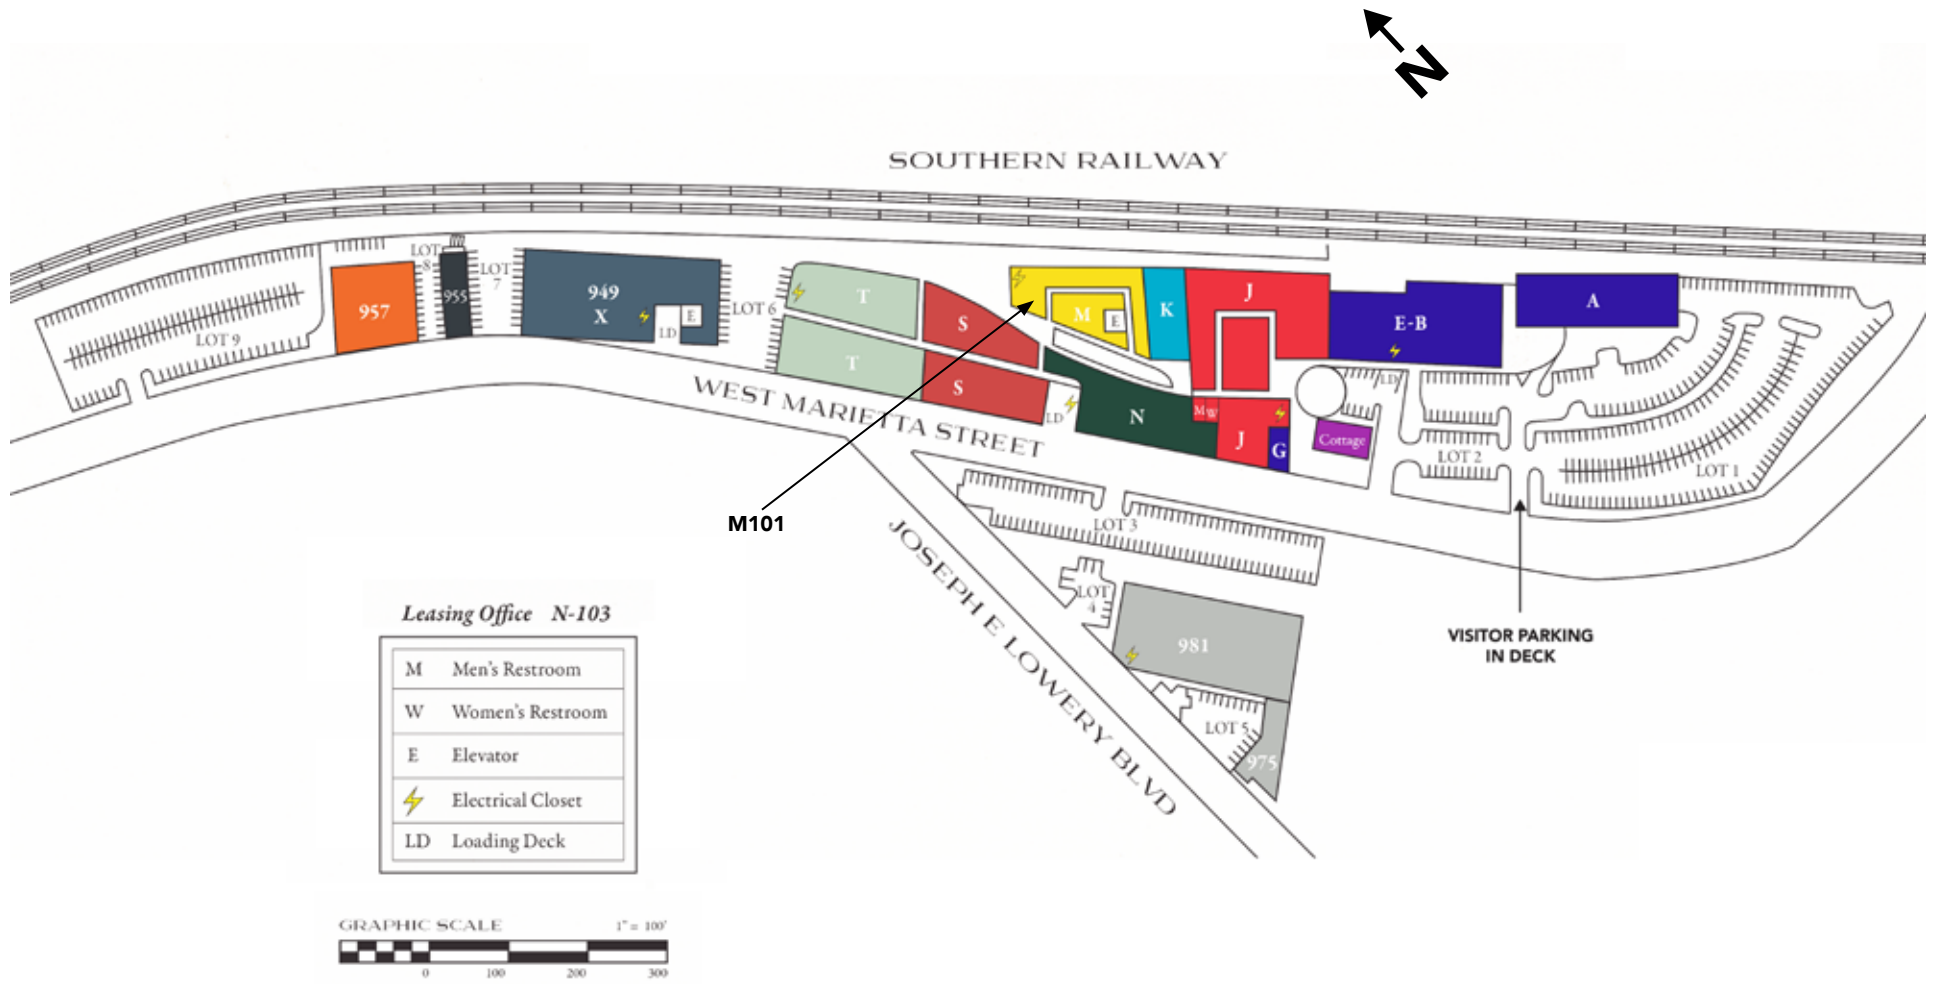 N
SOUTHERN RAILWAY
LOT 9
957
LOT
8
955
LOT
7
949
X
LD
E
LOT 6
T
T
S
S
LD
M
E
K
N
J
M
W
J
G
E-B
A
LD
Cottage
LOT 2
LOT 1
WEST MARIETTA STREET
M101
LOT 3
JOSEPH E LOWERY BLVD
LOT
4
981
LOT 5
975
VISITOR PARKING
IN DECK
Leasing Office N-103
M Men's Restroom
W Women's Restroom
E Elevator
Electrical Closet
LD Loading Deck
GRAPHIC SCALE 1" = 100'
0 100 200 300